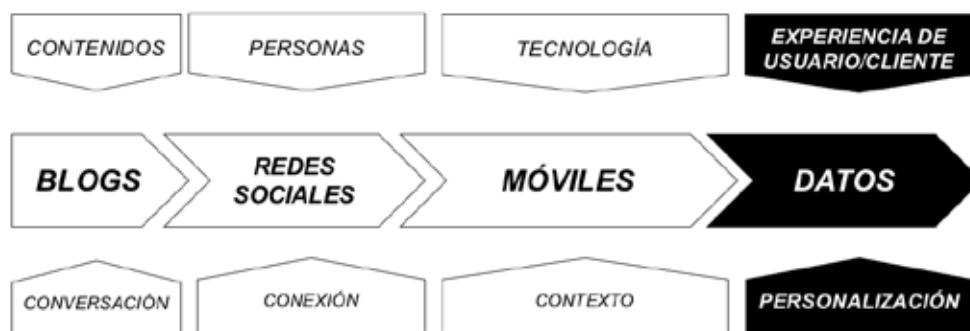 CONTENIDOS
PERSONAS
TECNOLOGÍA
EXPERIENCIA DE
USUARIO/CLIENTE
BLOGS
REDES
SOCIALES
MÓVILES
DATOS
CONVERSACIÓN
CONEXIÓN
CONTEXTO
PERSONALIZACIÓN